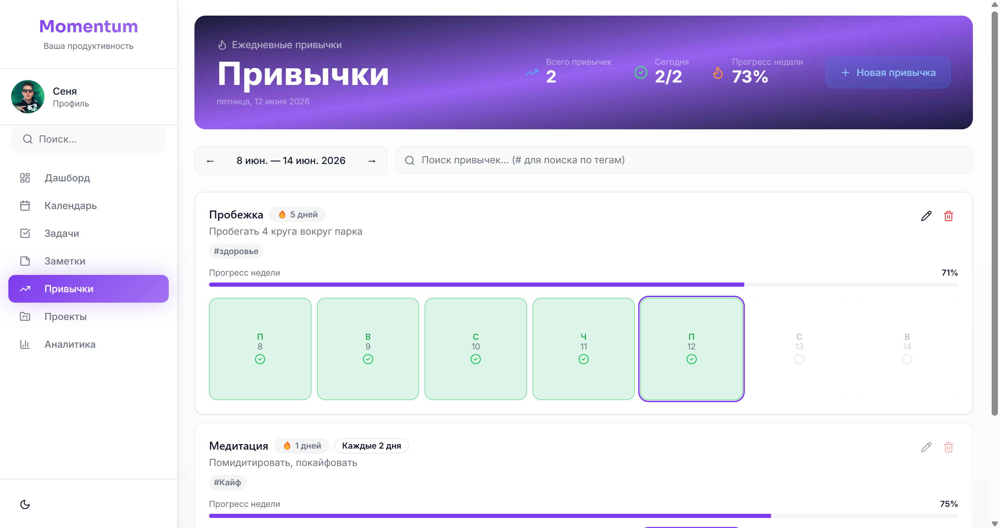 Momentum
Ваша продуктивность
Сеня
Профиль
Поиск...
Дашборд
Календарь
Задачи
Заметки
Привычки
Проекты
Аналитика
Ежедневные привычки
Привычки
пятница, 12 июня 2026
Всего привычек
2
Сегодня
2/2
Прогресс недели
73%
Новая привычка
← 8 июн. — 14 июн. 2026 →
Поиск привычек... (# для поиска по тегам)
Пробежка 5 дней
Пробегать 4 круга вокруг парка
#здоровье
Прогресс недели 71%
П В С Ч П С В
8 9 10 11 12 13 14
Медитация 1 дней Каждые 2 дня
Помидитировать, покайфовать
#Кайф
Прогресс недели 75%